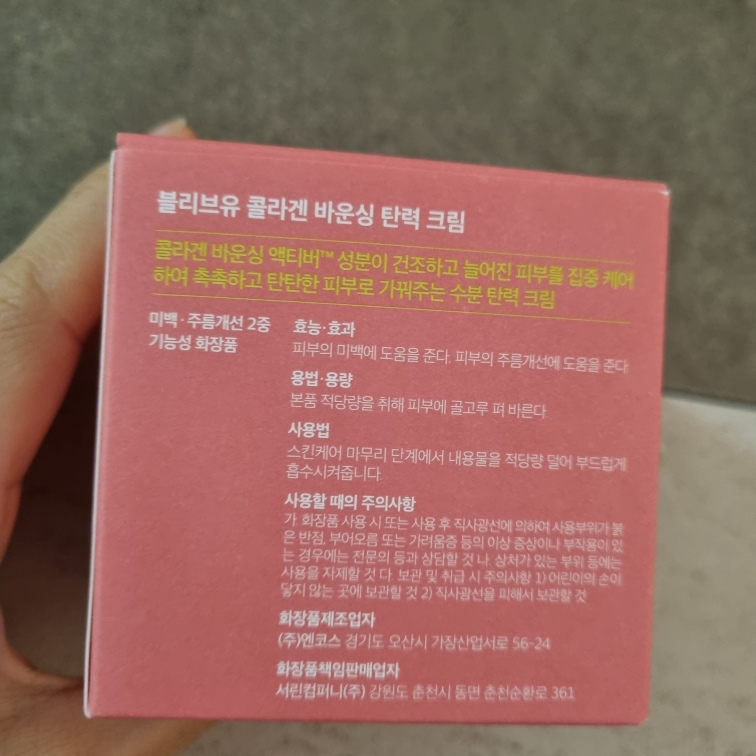 블리브유 콜라겐 바운싱 탄력 크림
콜라겐 바운싱 액티버™ 성분이 건조하고 늘어진 피부를 집중 케어
하여 촉촉하고 탄탄한 피부로 가꿔주는 수분 탄력 크림
미백·주름개선 2중
기능성 화장품
효능·효과
피부의 미백에 도움을 준다. 피부의 주름개선에 도움을 준다.
용법·용량
본품 적당량을 취해 피부에 골고루 펴 바른다.
사용법
스킨케어 마무리 단계에서 내용물을 적당량 덜어 부드럽게
흡수시켜줍니다.
사용할 때의 주의사항
가. 화장품 사용 시 또는 사용 후 직사광선에 의하여 사용부위가 붉
은 반점, 부어오름 또는 가려움증 등의 이상 증상이나 부작용이 있
는 경우에는 전문의 등과 상담할 것 나. 상처가 있는 부위 등에는
사용을 자제할 것 다. 보관 및 취급 시 주의사항 1) 어린이의 손이
닿지 않는 곳에 보관할 것 2) 직사광선을 피해서 보관할 것
화장품제조업자
(주)엔코스 경기도 오산시 가장산업서로 56-24
화장품책임판매업자
서린컴퍼니(주) 강원도 춘천시 동면 춘천순환로 361